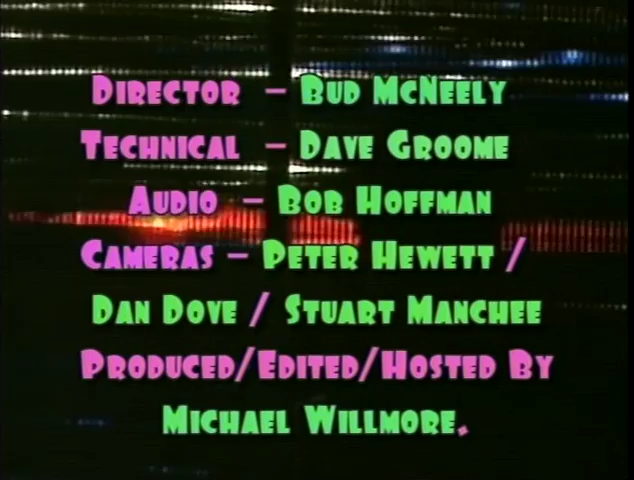 Director - Bud McNeely
Technical - Dave Groome
Audio - Bob Hoffman
Cameras - Peter Hewett /
Dan Dove / Stuart Manchee
Produced/Edited/Hosted By
Michael Willmore.